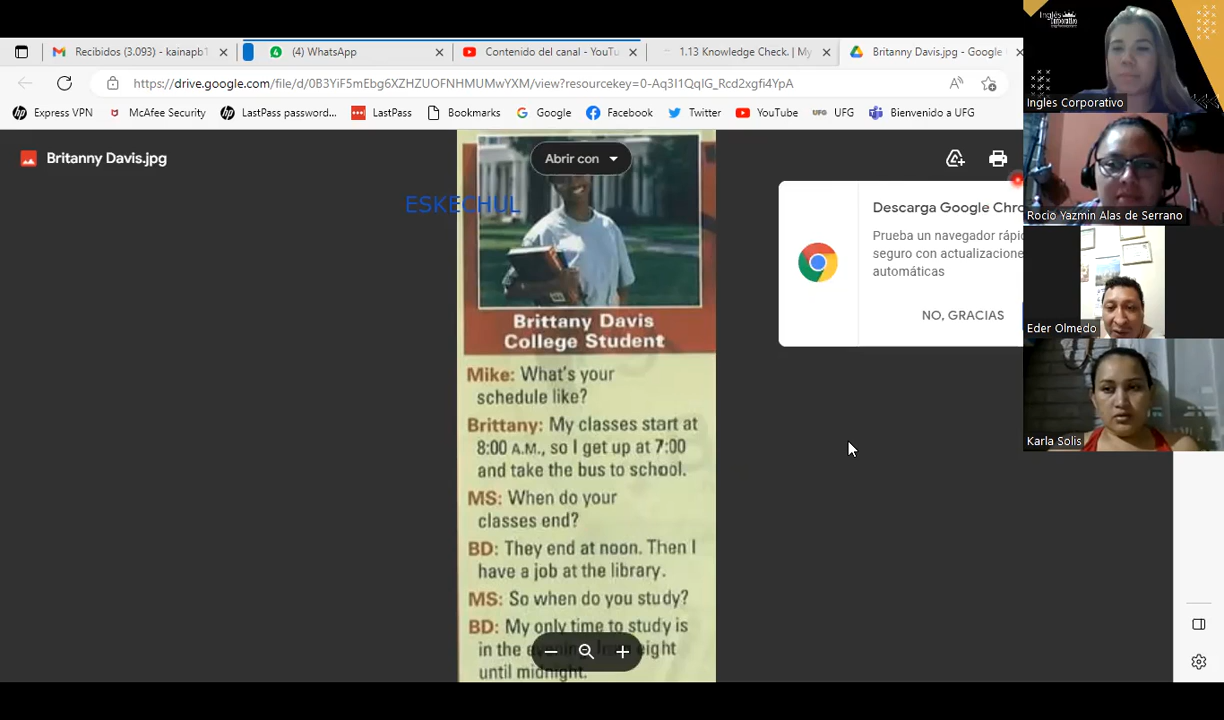 Recibidos (3.093) - kainapb1
(4) WhatsApp
Contenido del canal - YouTu
1.13 Knowledge Check. | My
Britanny Davis.jpg - Google
https://drive.google.com/file/d/0B3YiF5mEbg6XZHZUOFNHMUMwYXM/view?resourcekey=0-Aq3I1QqlG_Rcd2xgfi4YpA
Express VPN
McAfee Security
LastPass password...
LastPass
Bookmarks
Google
Facebook
Twitter
YouTube
UFG
Bienvenido a UFG
Britanny Davis.jpg
Abrir con
ESKECHUL
Descarga Google Chro
Prueba un navegador rápi
seguro con actualizacione
automáticas
NO, GRACIAS
Brittany Davis
College Student
Mike: What's your
schedule like?
Brittany: My classes start at
8:00 A.M., so I get up at 7:00
and take the bus to school.
MS: When do your
classes end?
BD: They end at noon. Then I
have a job at the library.
MS: So when do you study?
BD: My only time to study is
in the eight
until midnight.
Inglés
Corporativo
Ingles Corporativo
Rocio Yazmin Alas de Serrano
Eder Olmedo
Karla Solis